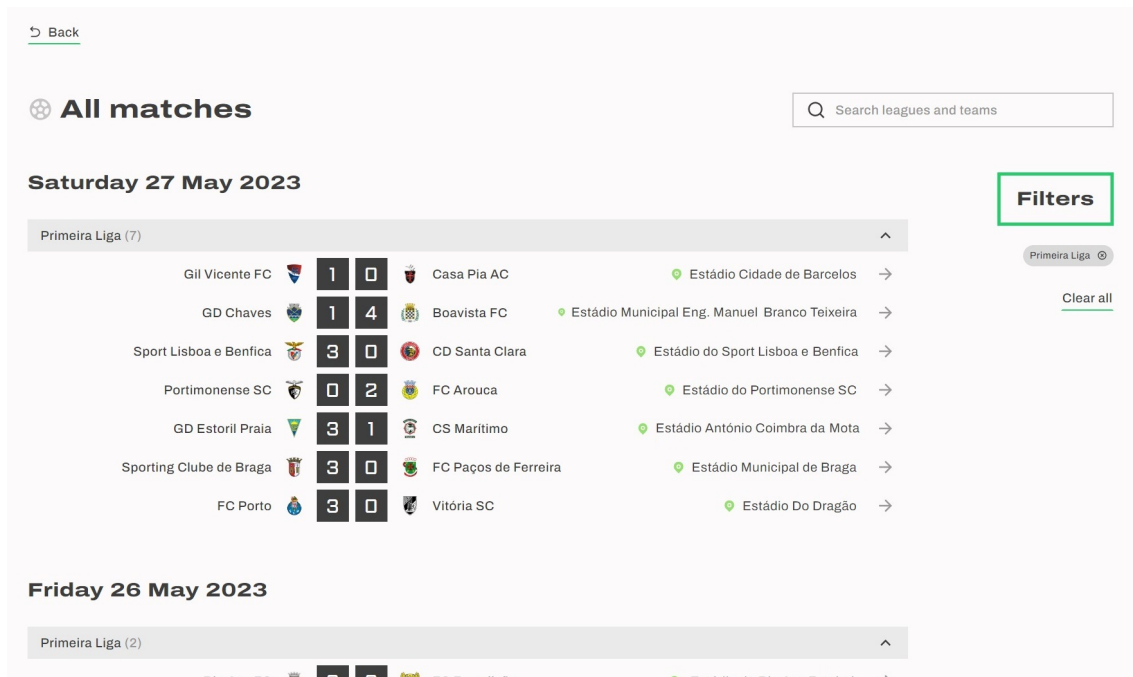 Back
All matches
Search leagues and teams
Saturday 27 May 2023
Filters
Primeira Liga (7)
Primeira Liga
Clear all
Gil Vicente FC 1 0 Casa Pia AC Estádio Cidade de Barcelos
GD Chaves 1 4 Boavista FC Estádio Municipal Eng. Manuel Branco Teixeira
Sport Lisboa e Benfica 3 0 CD Santa Clara Estádio do Sport Lisboa e Benfica
Portimonense SC 0 2 FC Arouca Estádio do Portimonense SC
GD Estoril Praia 3 1 CS Marítimo Estádio António Coimbra da Mota
Sporting Clube de Braga 3 0 FC Paços de Ferreira Estádio Municipal de Braga
FC Porto 3 0 Vitória SC Estádio Do Dragão
Friday 26 May 2023
Primeira Liga (2)